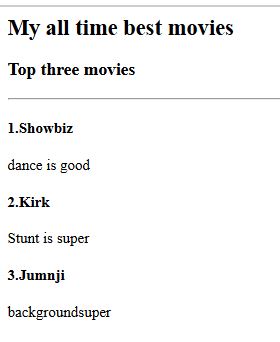 My all time best movies
Top three movies
1.Showbiz
dance is good
2.Kirk
Stunt is super
3.Jumnji
backgroundsuper